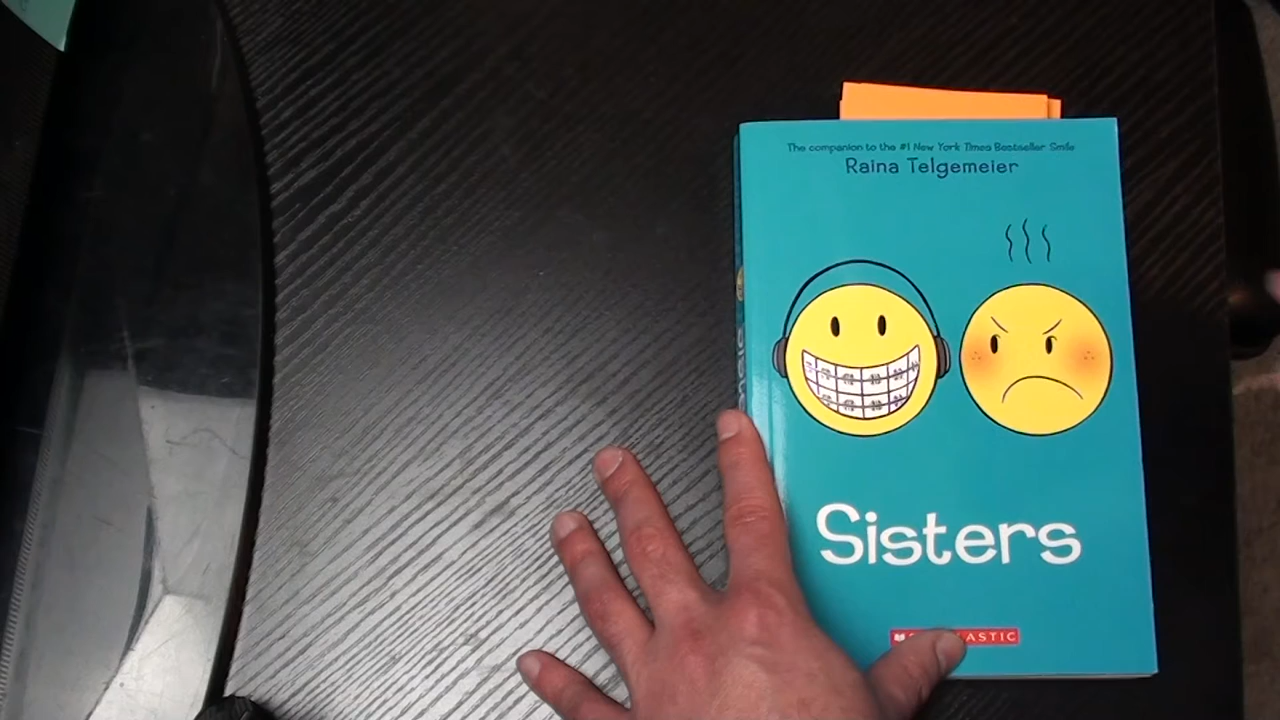 The companion to the #1 New York Times Bestseller Smile
Raina Telgemeier
Sisters